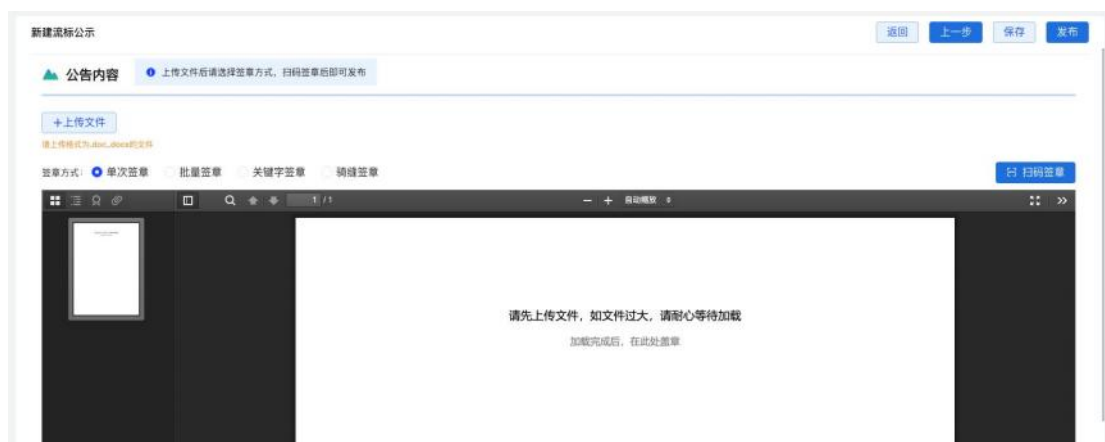 新建流标公示
返回 上一步 保存 发布
公告内容 上传文件后请选择签章方式，扫码签章后即可发布
+上传文件
请上传格式为.doc,.docx的文件
签章方式: 单次签章 批量签章 关键字签章 骑缝签章 扫码签章
1 / 1 自动缩放
请先上传文件，如文件过大，请耐心等待加载
加载完成后，在此处盖章